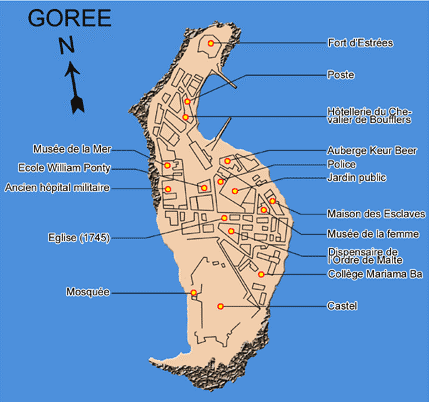 GOREE
N
Fort d'Estrées
Poste
Hôtellerie du Che-
valier de Boufflers
Auberge Keur Beer
Police
Jardin public
Maison des Esclaves
Musée de la femme
Dispensaire de
l'Ordre de Malte
Collège Mariama Ba
Castel
Musée de la Mer
Ecole William Ponty
Ancien hôpital militaire
Eglise (1745)
Mosquée